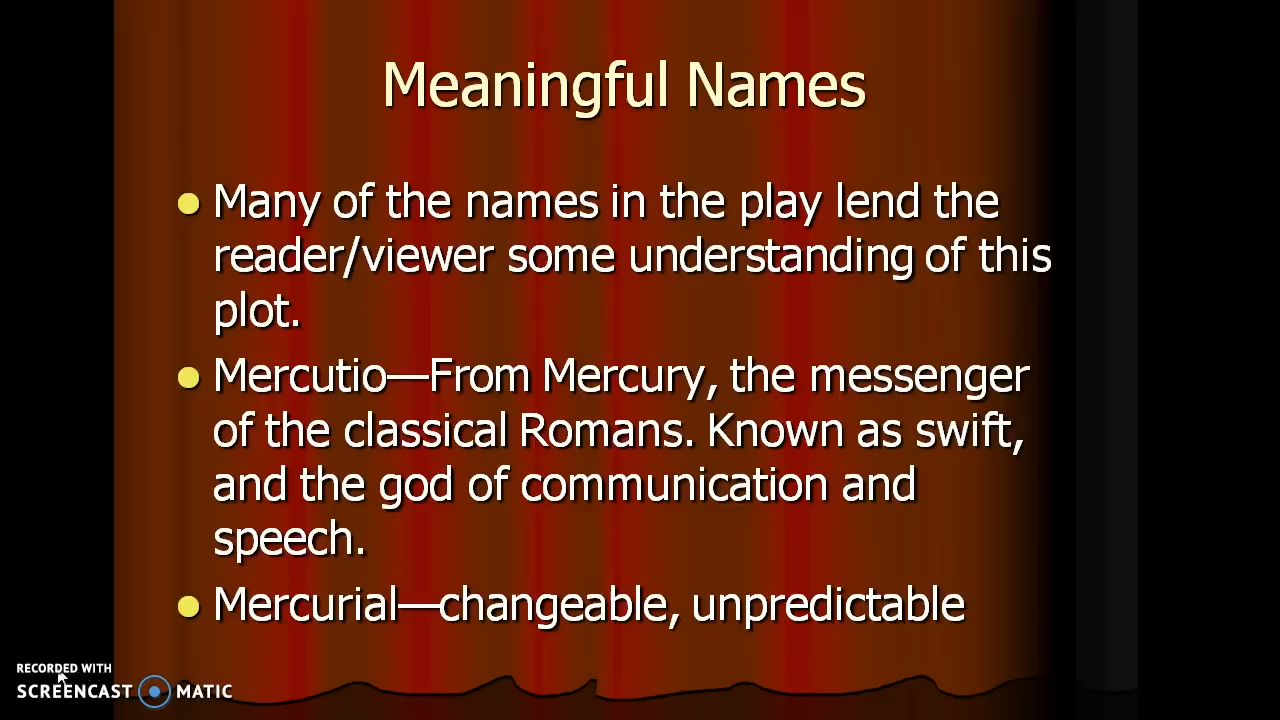 Meaningful Names
Many of the names in the play lend the
reader/viewer some understanding of this
plot.
Mercutio—From Mercury, the messenger
of the classical Romans. Known as swift,
and the god of communication and
speech.
Mercurial—changeable, unpredictable
RECORDED WITH
SCREENCAST MATIC